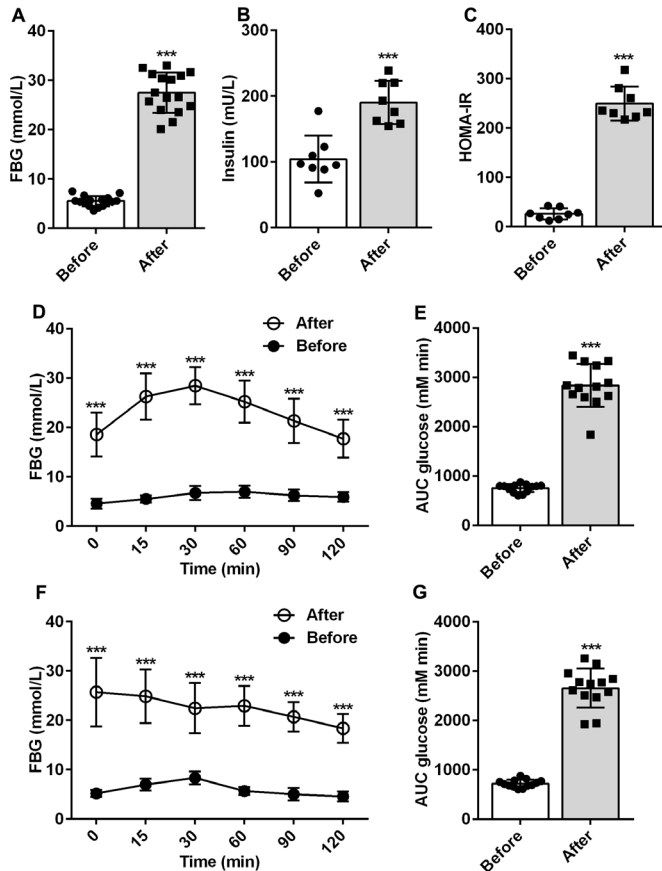 A
FBG (mmol/L)
40
30
20
10
0
***
Before
After
B
Insulin (mU/L)
300
200
100
0
***
Before
After
C
HOMA-IR
400
300
200
100
0
***
Before
After
D
FBG (mmol/L)
40
30
20
10
0
After
Before
*** *** *** *** *** ***
0 15 30 60 90 120
Time (min)
E
AUC glucose (mM min)
4000
3000
2000
1000
0
***
Before
After
F
FBG (mmol/L)
40
30
20
10
0
After
Before
*** *** *** *** *** ***
0 15 30 60 90 120
Time (min)
G
AUC glucose (mM min)
4000
3000
2000
1000
0
***
Before
After